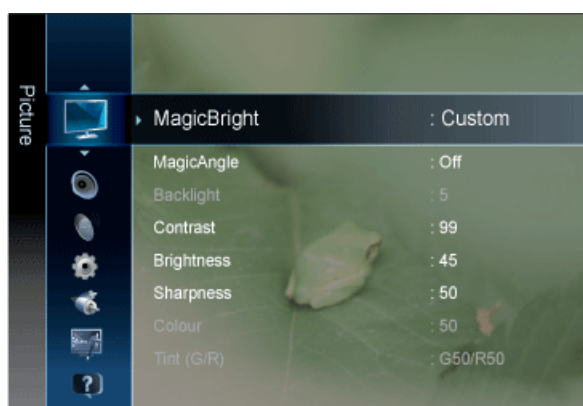 Picture
MagicBright : Custom
MagicAngle : Off
Backlight : 5
Contrast : 99
Brightness : 45
Sharpness : 50
Colour : 50
Tint (G/R) : G50/R50